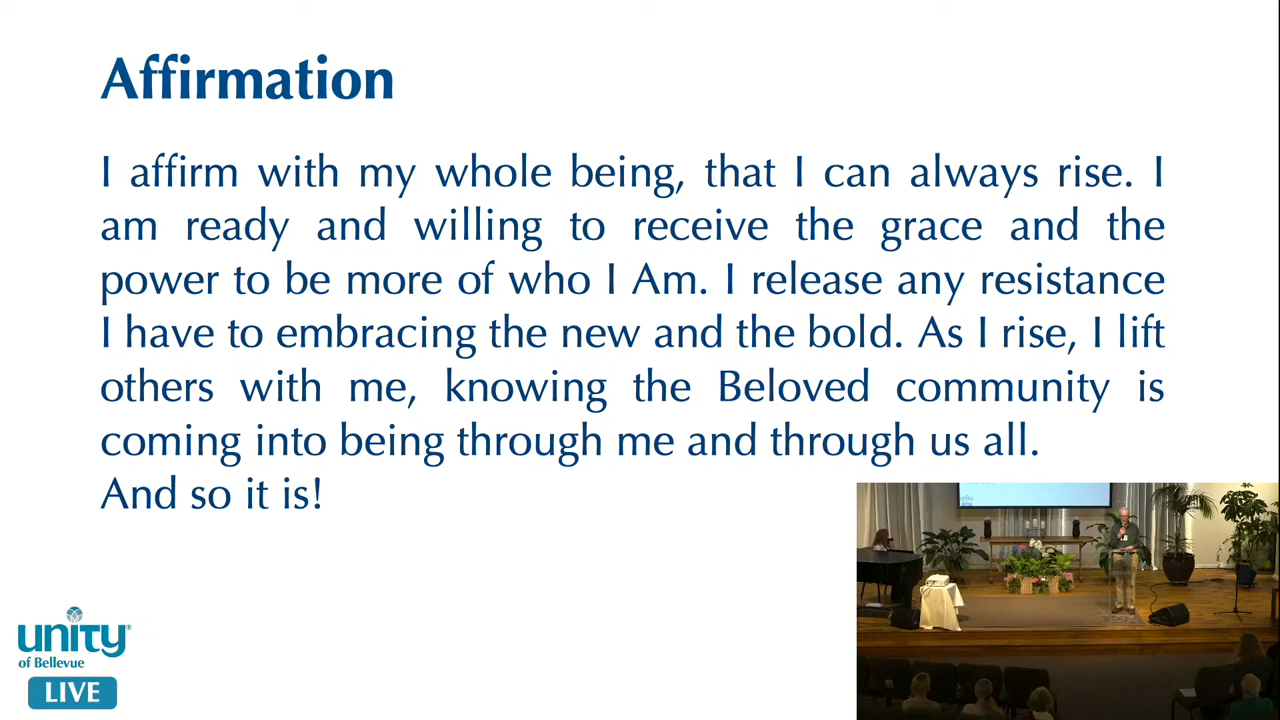 Affirmation
I affirm with my whole being, that I can always rise. I
am ready and willing to receive the grace and the
power to be more of who I Am. I release any resistance
I have to embracing the new and the bold. As I rise, I lift
others with me, knowing the Beloved community is
coming into being through me and through us all.
And so it is!
unity®
of Bellevue
LIVE